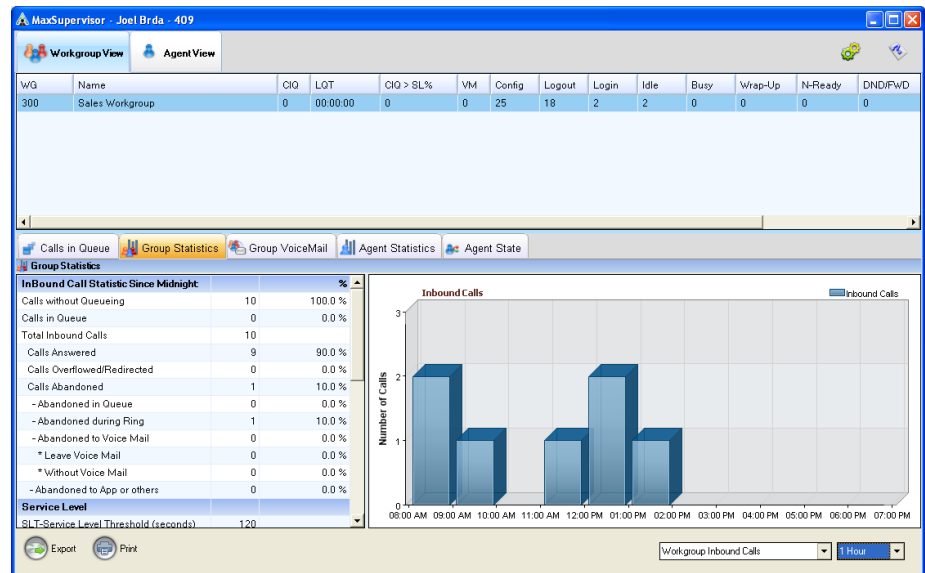 MaxSupervisor - Joel Brda - 409
Workgroup View Agent View
WG Name CIQ LQT CIQ > SL% VM Config Logout Login Idle Busy Wrap-Up N-Ready DND/FWD
300 Sales Workgroup 0 00:00:00 0 0 25 18 2 2 0 0 0 0
Calls in Queue Group Statistics Group VoiceMail Agent Statistics Agent State
Group Statistics
InBound Call Statistic Since Midnight: %
Calls without Queueing 10 100.0 %
Calls in Queue 0 0.0 %
Total Inbound Calls 10
Calls Answered 9 90.0 %
Calls Overflowed/Redirected 0 0.0 %
Calls Abandoned 1 10.0 %
- Abandoned in Queue 0 0.0 %
- Abandoned during Ring 1 10.0 %
- Abandoned to Voice Mail 0 0.0 %
* Leave Voice Mail 0 0.0 %
* Without Voice Mail 0 0.0 %
- Abandoned to App or others 0 0.0 %
Service Level
SLT-Service Level Threshold (seconds) 120
Inbound Calls
Inbound Calls
Number of Calls
3
2
1
0
08:00 AM 09:00 AM 10:00 AM 11:00 AM 12:00 PM 01:00 PM 02:00 PM 03:00 PM 04:00 PM 05:00 PM 06:00 PM 07:00 PM
Export Print
Workgroup Inbound Calls 1 Hour